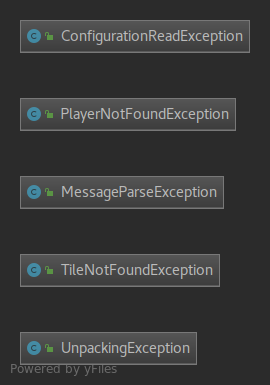 ConfigurationReadException
PlayerNotFoundException
MessageParseException
TileNotFoundException
UnpackingException
Powered by yFiles